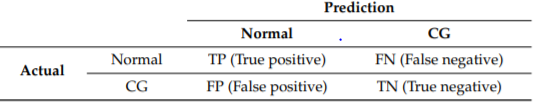 Prediction
Normal CG
Actual Normal TP (True positive) FN (False negative)
CG FP (False positive) TN (True negative)